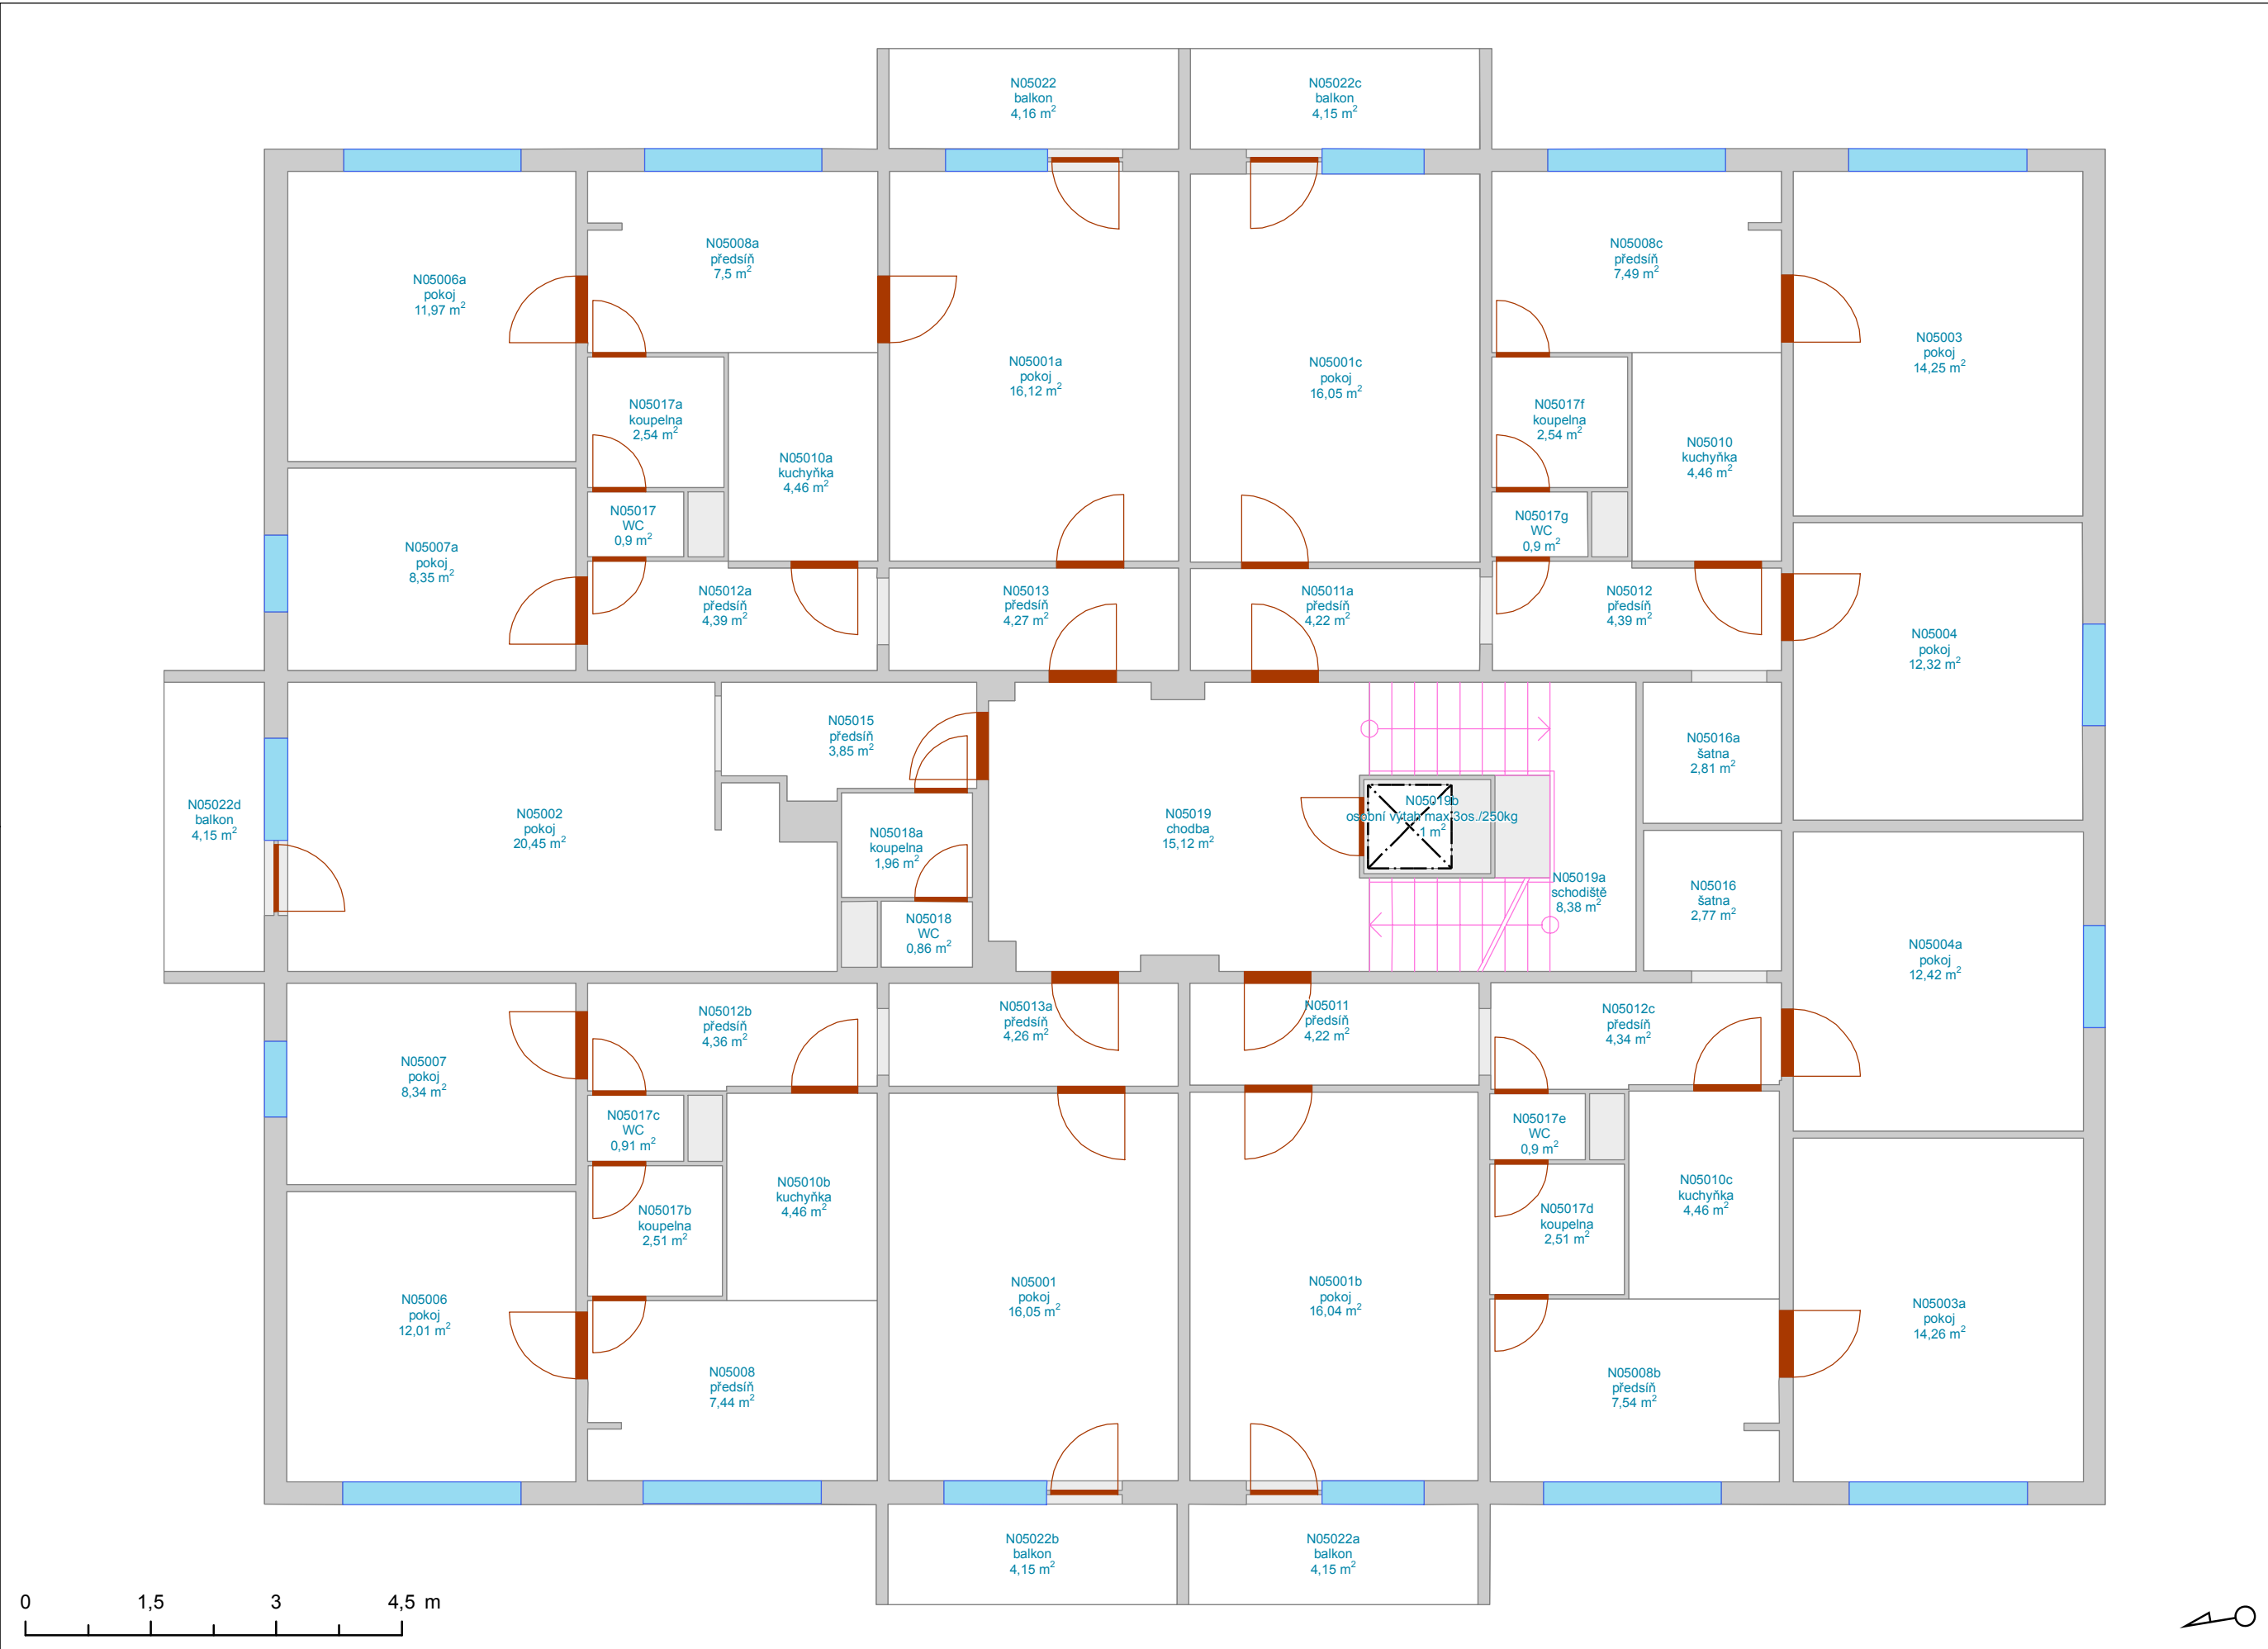 N05022
balkon
4,16 m²
N05022c
balkon
4,15 m²
N05006a
pokoj
11,97 m²
N05008a
předsíň
7,5 m²
N05001a
pokoj
16,12 m²
N05001c
pokoj
16,05 m²
N05008c
předsíň
7,49 m²
N05003
pokoj
14,25 m²
N05017a
koupelna
2,54 m²
N05010a
kuchyňka
4,46 m²
N05017f
koupelna
2,54 m²
N05010
kuchyňka
4,46 m²
N05017
WC
0,9 m²
N05017g
WC
0,9 m²
N05007a
pokoj
8,35 m²
N05012a
předsíň
4,39 m²
N05013
předsíň
4,27 m²
N05011a
předsíň
4,22 m²
N05012
předsíň
4,39 m²
N05004
pokoj
12,32 m²
N05015
předsíň
3,85 m²
N05016a
šatna
2,81 m²
N05022d
balkon
4,15 m²
N05002
pokoj
20,45 m²
N05018a
koupelna
1,96 m²
N05019
chodba
15,12 m²
N05019b
osobní výtah max.3os./250kg
1 m²
N05019a
schodiště
8,38 m²
N05016
šatna
2,77 m²
N05018
WC
0,86 m²
N05004a
pokoj
12,42 m²
N05007
pokoj
8,34 m²
N05012b
předsíň
4,36 m²
N05013a
předsíň
4,26 m²
N05011
předsíň
4,22 m²
N05012c
předsíň
4,34 m²
N05017c
WC
0,91 m²
N05017e
WC
0,9 m²
N05010b
kuchyňka
4,46 m²
N05010c
kuchyňka
4,46 m²
N05017b
koupelna
2,51 m²
N05017d
koupelna
2,51 m²
N05006
pokoj
12,01 m²
N05001
pokoj
16,05 m²
N05001b
pokoj
16,04 m²
N05003a
pokoj
14,26 m²
N05008
předsíň
7,44 m²
N05008b
předsíň
7,54 m²
N05022b
balkon
4,15 m²
N05022a
balkon
4,15 m²
0 1,5 3 4,5 m